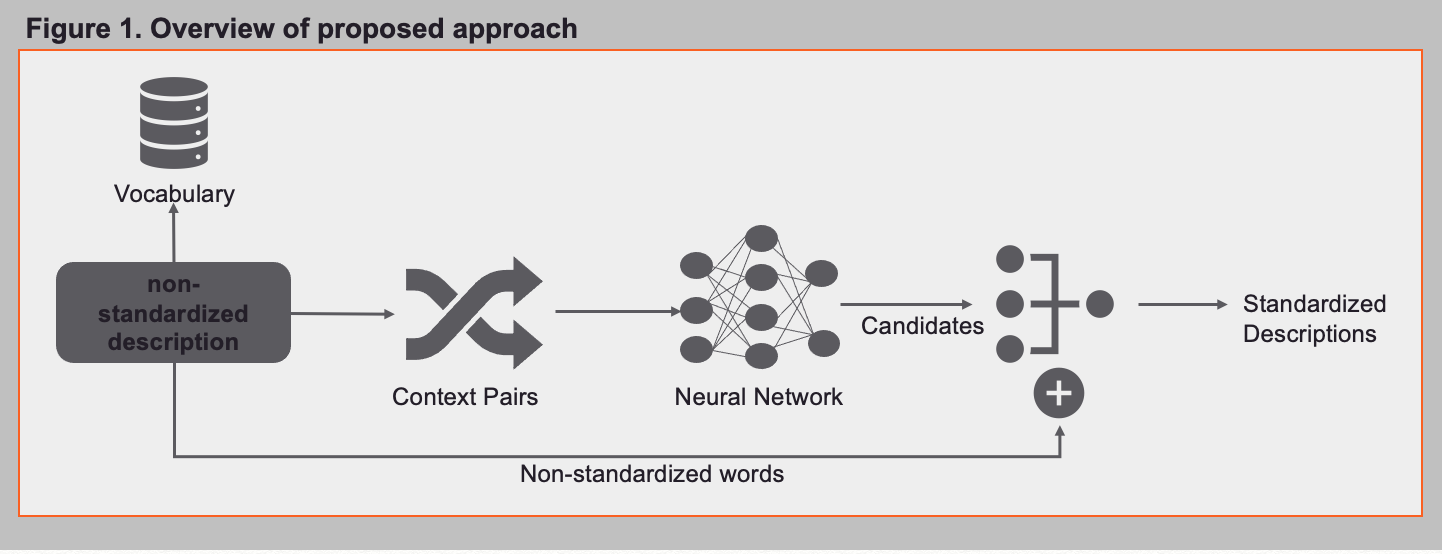 Figure 1. Overview of proposed approach
Vocabulary
non-
standardized
description
Context Pairs
Neural Network
Candidates
Standardized
Descriptions
Non-standardized words